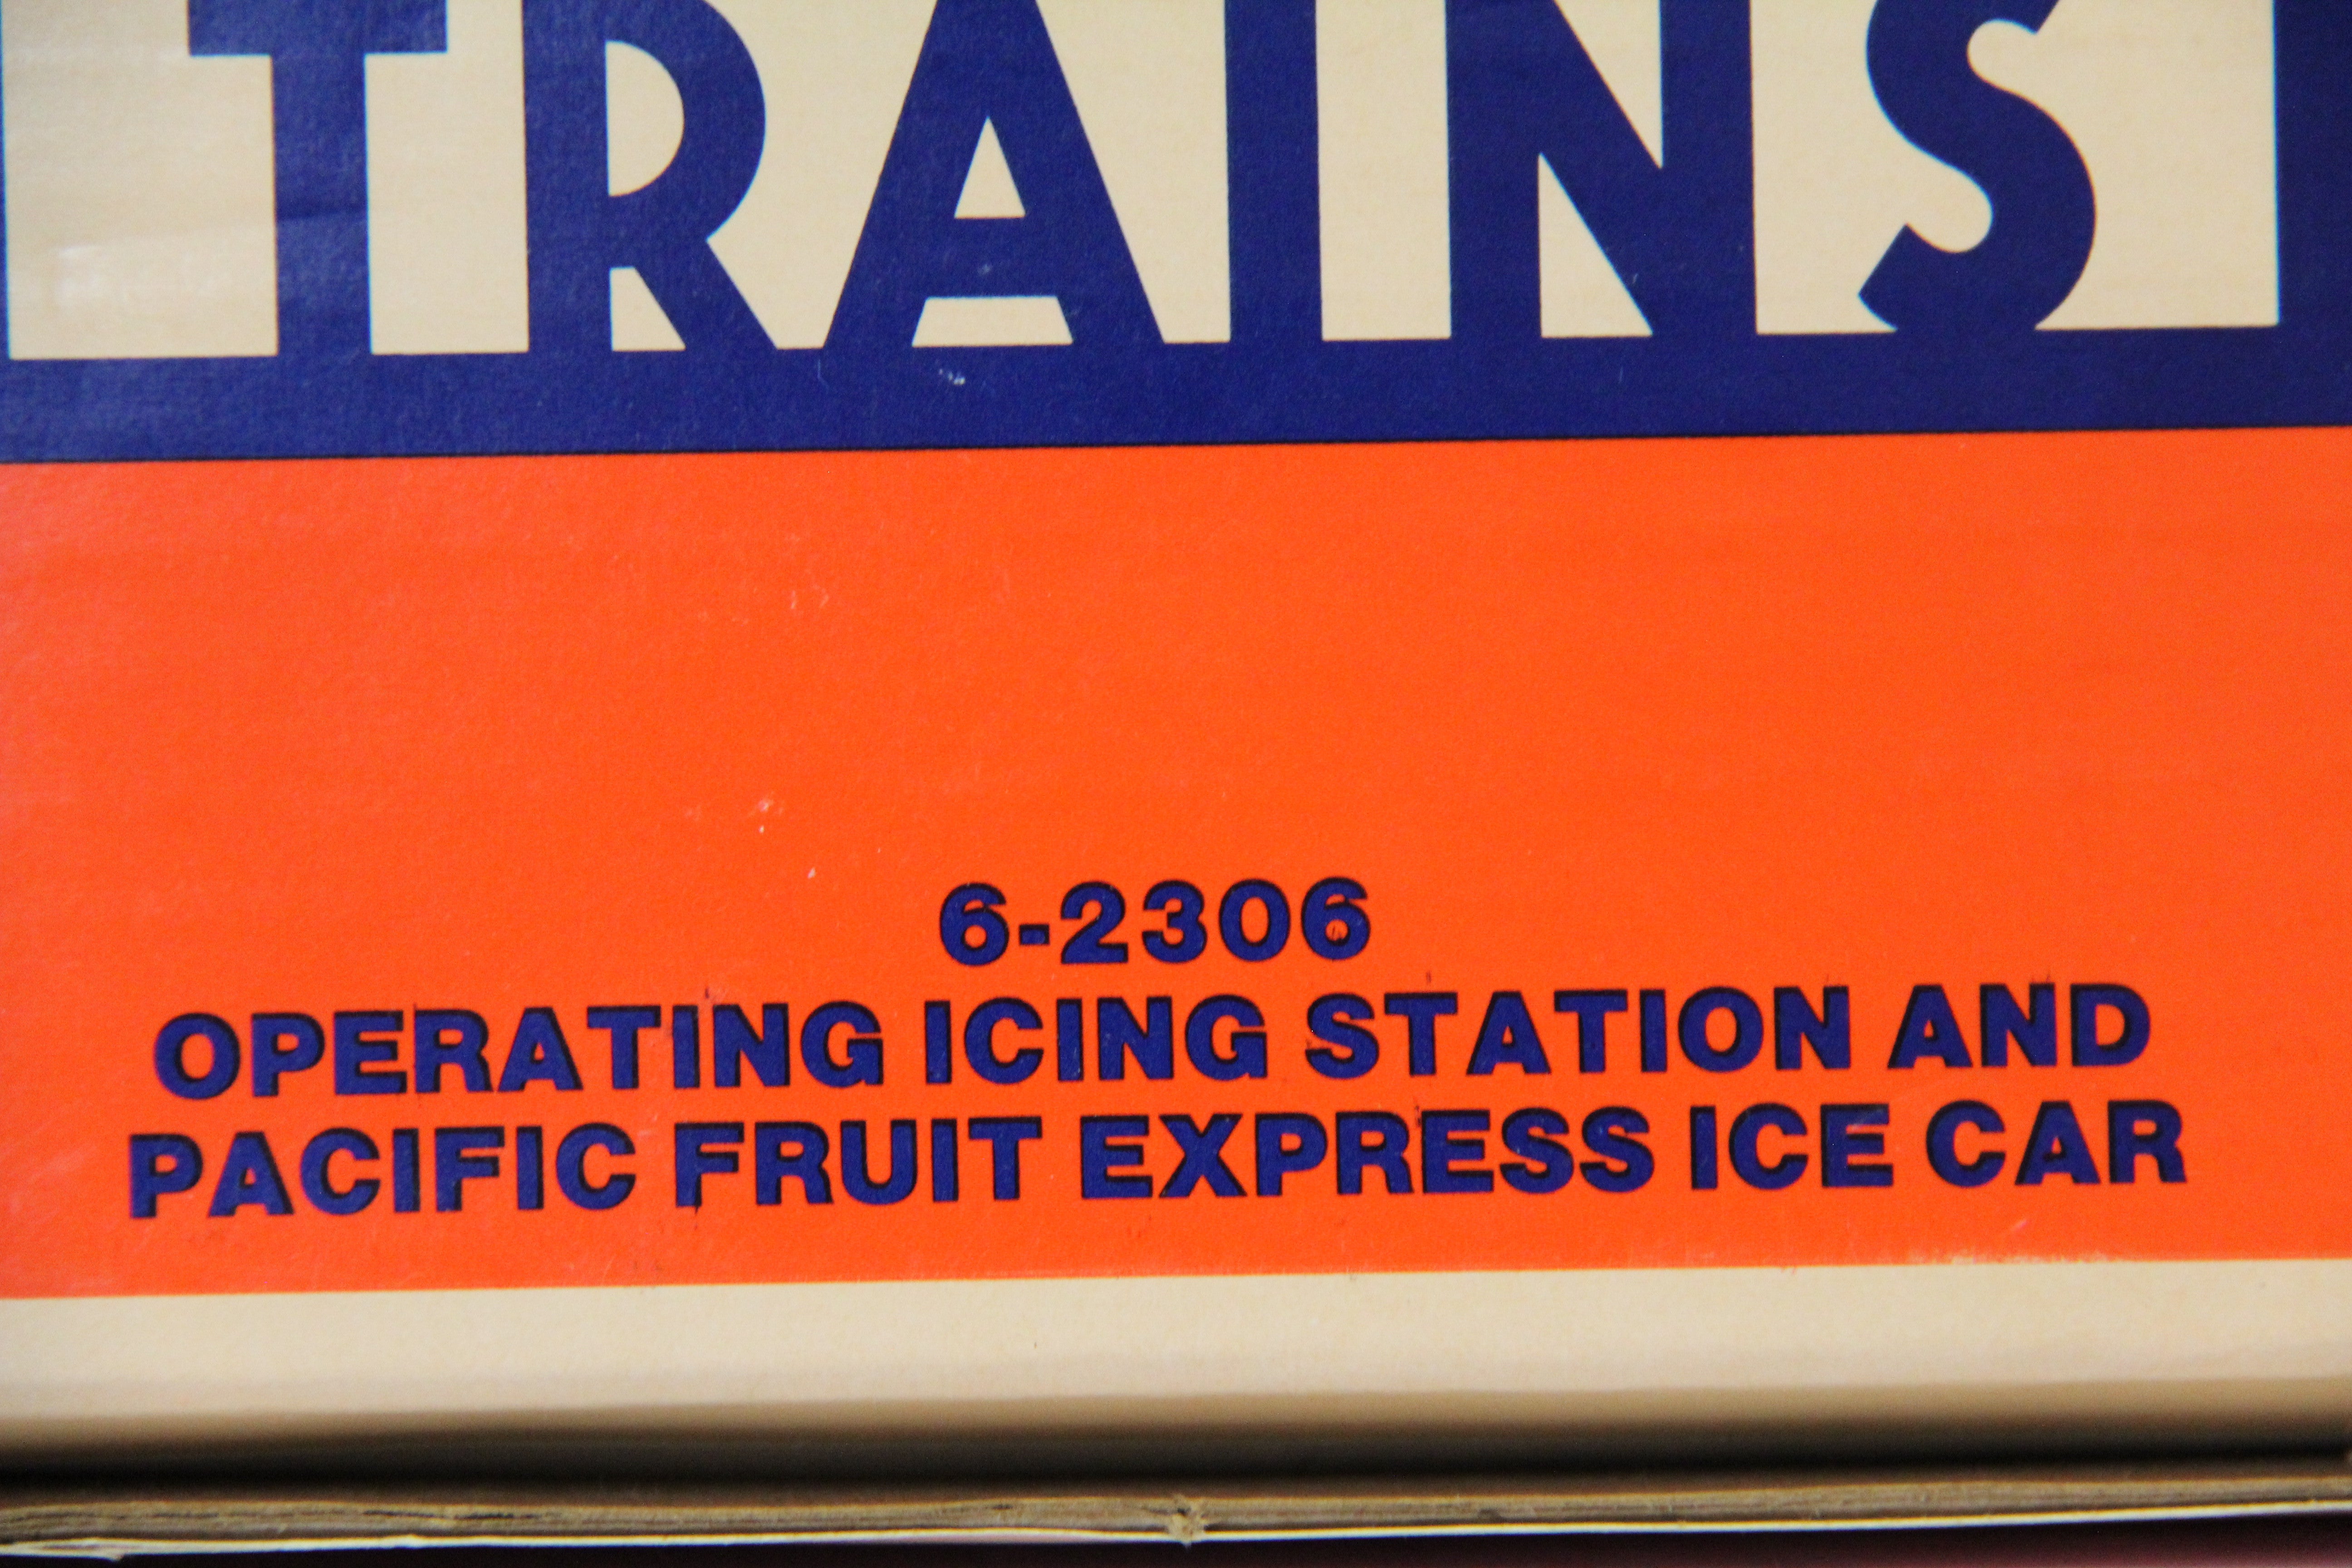 TRAINS
6-2306
OPERATING ICING STATION AND
PACIFIC FRUIT EXPRESS ICE CAR